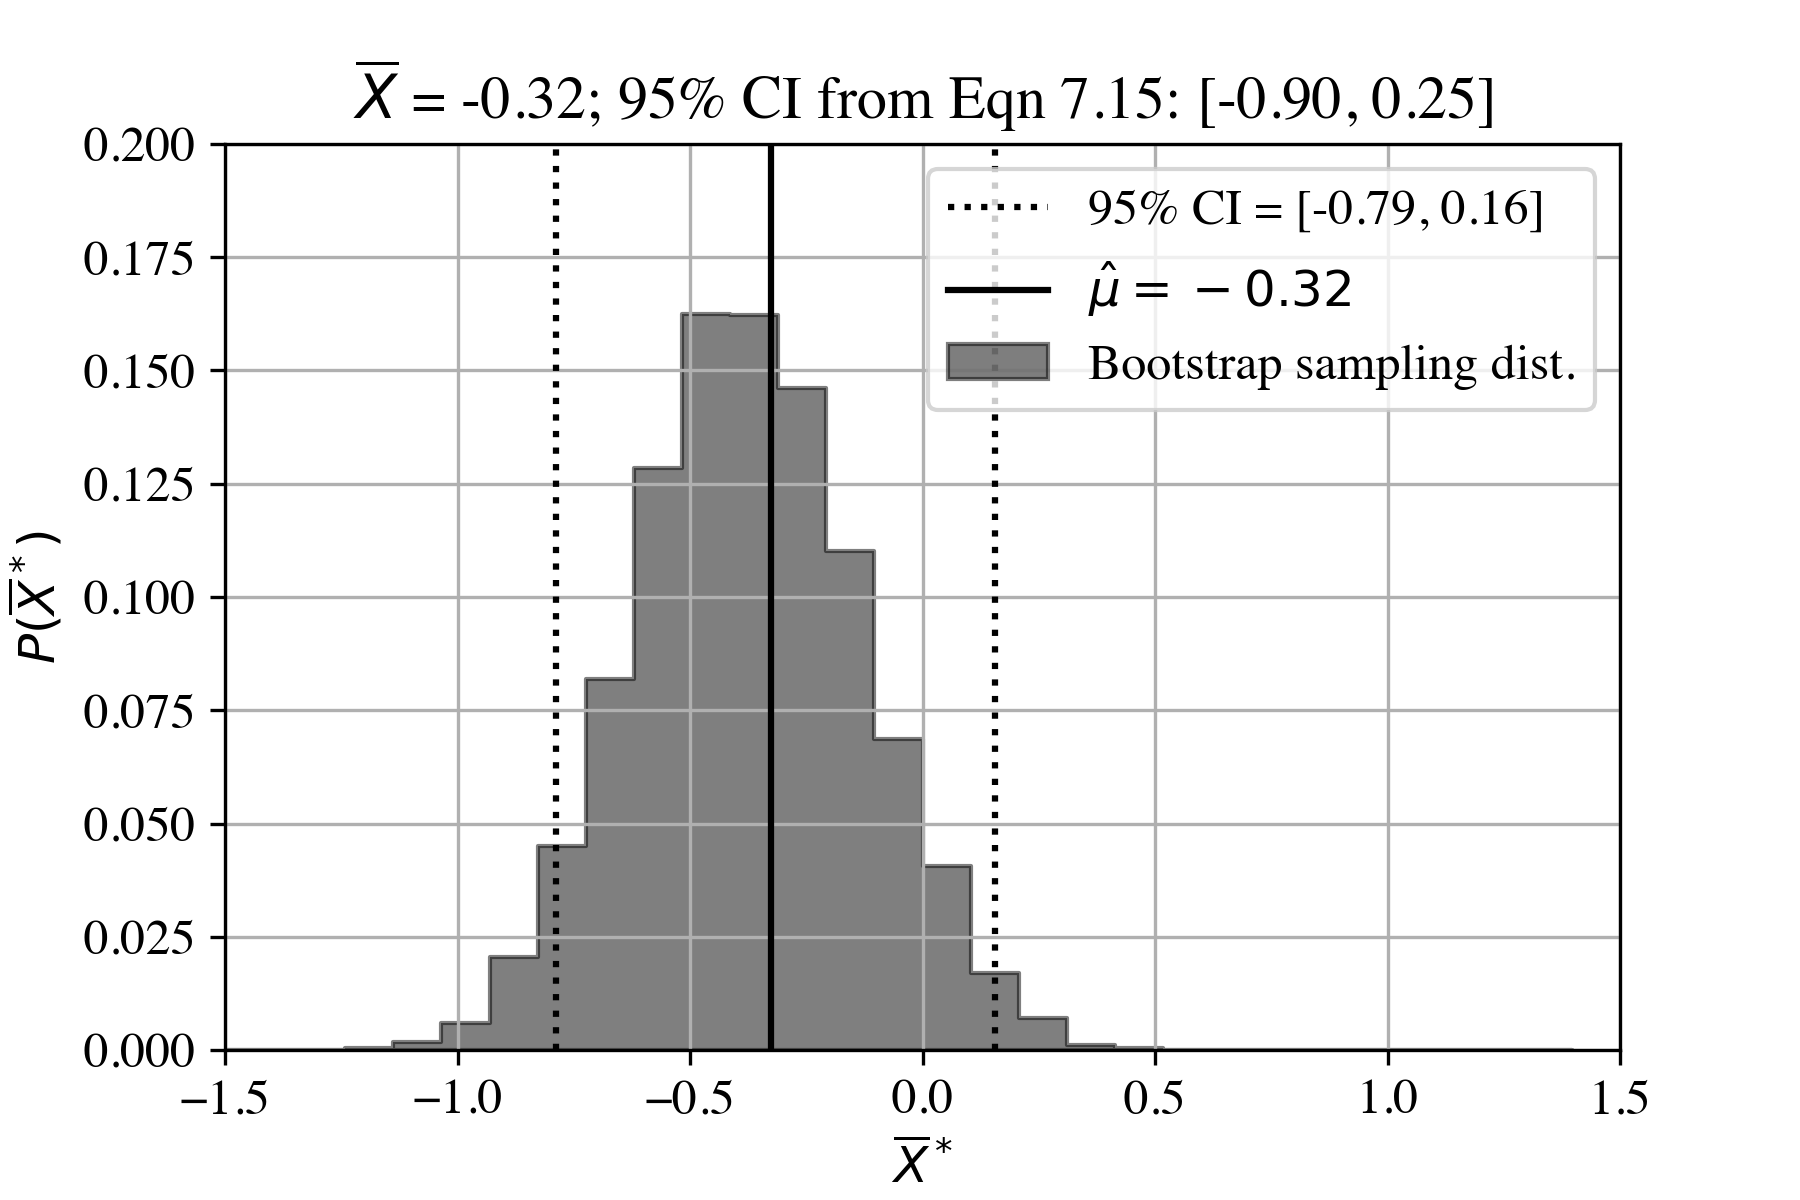 X̅ = -0.32; 95% CI from Eqn 7.15: [-0.90, 0.25]
0.200
0.175
0.150
0.125
0.100
0.075
0.050
0.025
0.000
P(X̅*)
95% CI = [-0.79, 0.16]
μ̂ = −0.32
Bootstrap sampling dist.
−1.5 −1.0 −0.5 0.0 0.5 1.0 1.5
X̅*